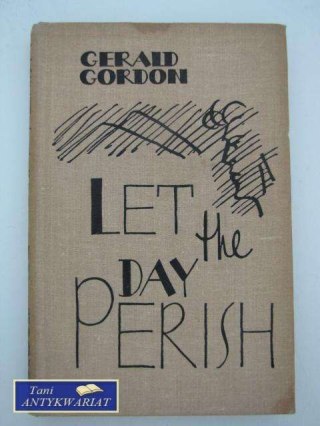 GERALD
GORDON
LET
the
DAY
PERISH
Tani
ANTYKWARIAT